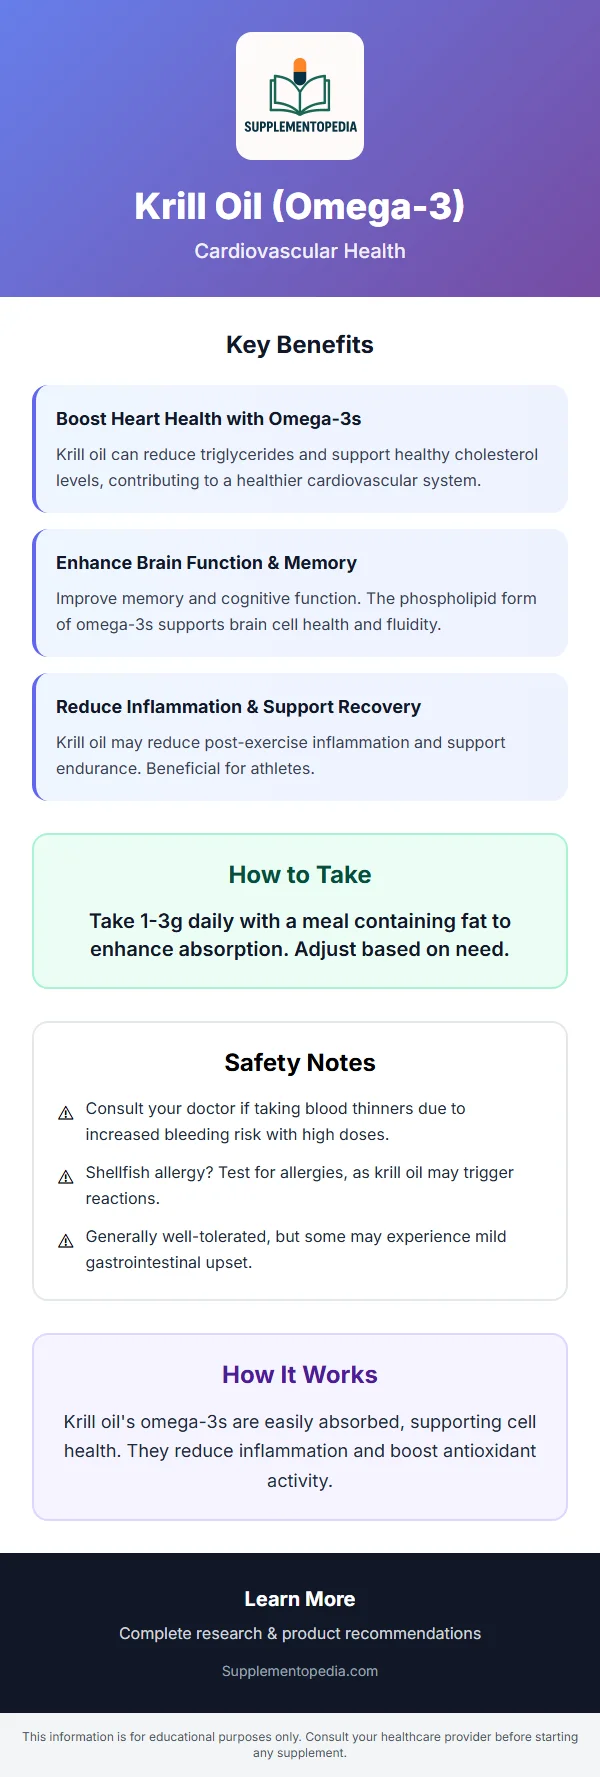 SUPPLEMENTOPEDIA
Krill Oil (Omega-3)
Cardiovascular Health
Key Benefits
Boost Heart Health with Omega-3s
Krill oil can reduce triglycerides and support healthy cholesterol
levels, contributing to a healthier cardiovascular system.
Enhance Brain Function & Memory
Improve memory and cognitive function. The phospholipid form
of omega-3s supports brain cell health and fluidity.
Reduce Inflammation & Support Recovery
Krill oil may reduce post-exercise inflammation and support
endurance. Beneficial for athletes.
How to Take
Take 1-3g daily with a meal containing fat to
enhance absorption. Adjust based on need.
Safety Notes
⚠ Consult your doctor if taking blood thinners due to
increased bleeding risk with high doses.
⚠ Shellfish allergy? Test for allergies, as krill oil may trigger
reactions.
⚠ Generally well-tolerated, but some may experience mild
gastrointestinal upset.
How It Works
Krill oil's omega-3s are easily absorbed, supporting cell
health. They reduce inflammation and boost antioxidant
activity.
Learn More
Complete research & product recommendations
Supplementopedia.com
This information is for educational purposes only. Consult your healthcare provider before starting
any supplement.